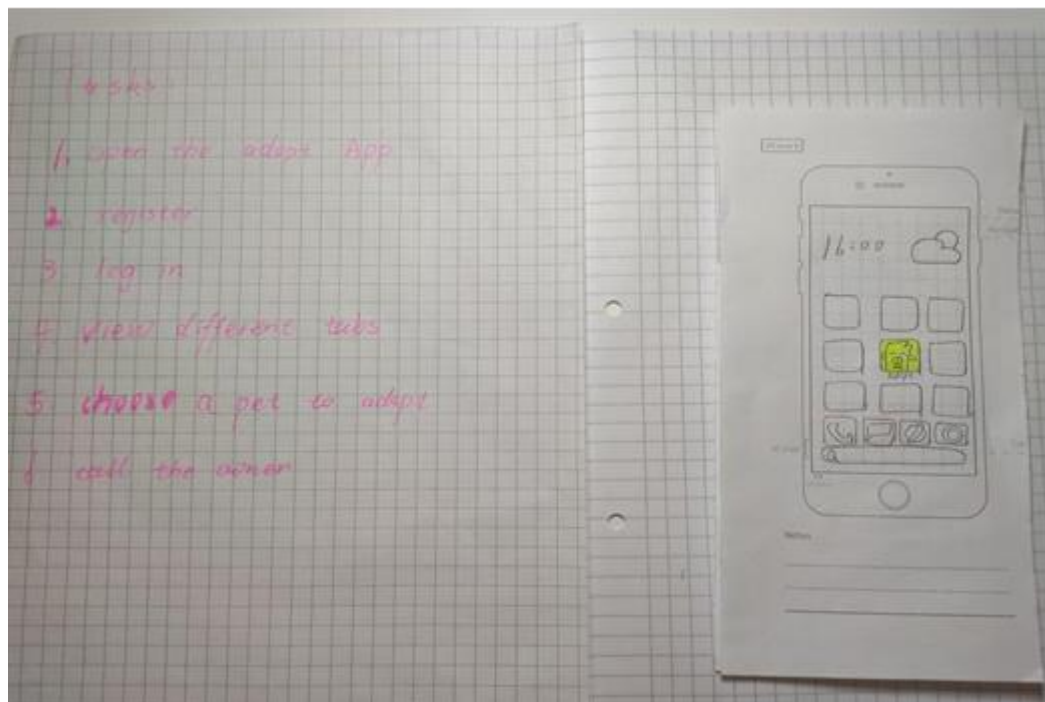 Tasks
1. open the adopt App
2 register
3 log in
4 view different tabs
5 choose a pet to adopt
6 call the owner
16:00
Notes